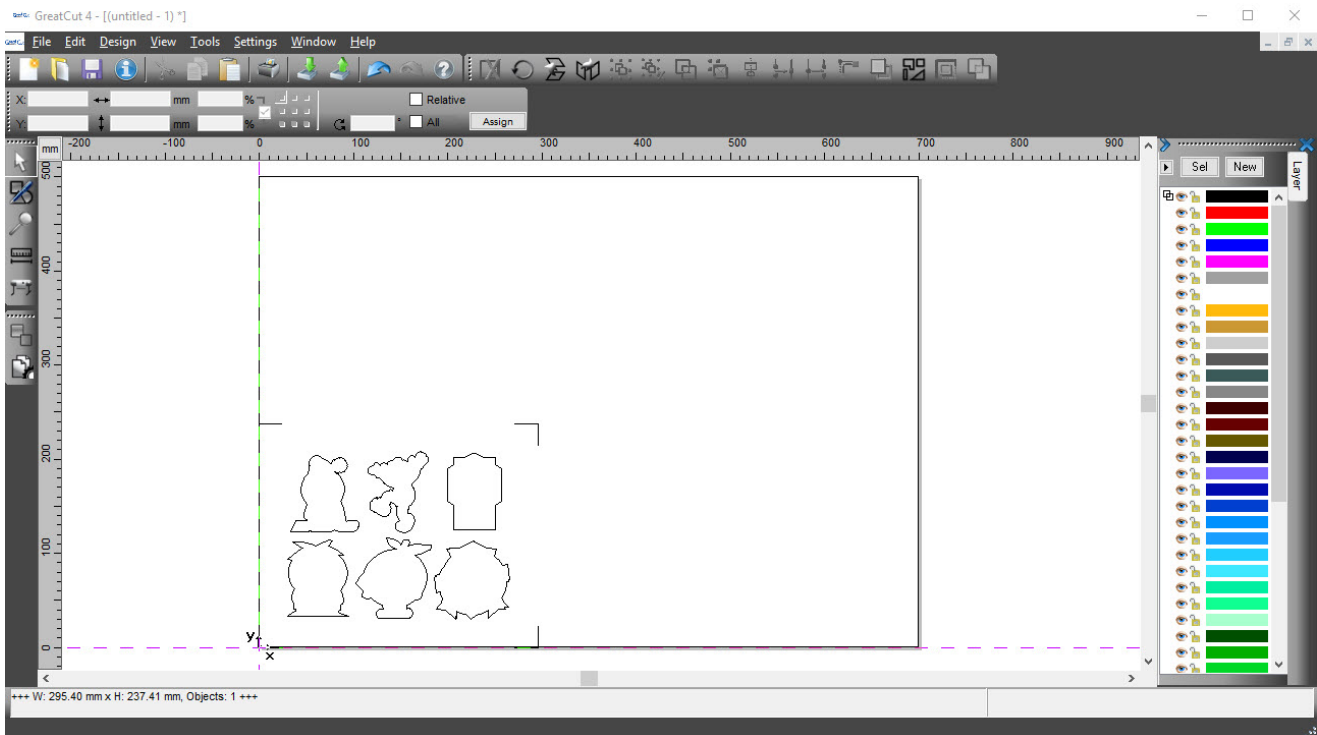 GreatCut 4 - [(untitled - 1) *]
File Edit Design View Tools Settings Window Help
X: mm % Relative
Y: mm % ° All Assign
mm -200 -100 0 100 200 300 400 500 600 700 800 900
Sel New
Layer
500
400
300
200
100
0
y
x
+++ W: 295.40 mm x H: 237.41 mm, Objects: 1 +++